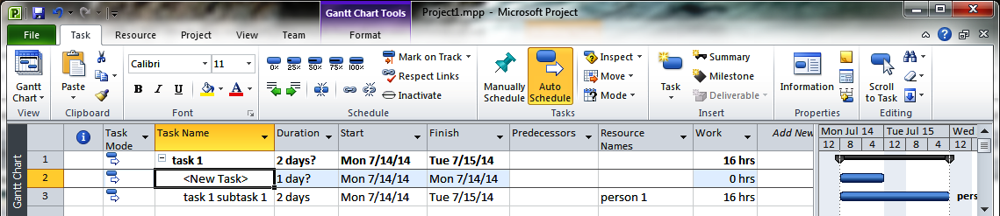 Gantt Chart Tools Project1.mpp - Microsoft Project
File Task Resource Project View Team Format
Gantt Chart
View
Paste
Clipboard
Calibri 11
B I U A
Font
0% 25% 50% 75% 100%
Mark on Track
Respect Links
Inactivate
Schedule
Manually Schedule
Auto Schedule
Inspect
Move
Mode
Tasks
Task
Summary
Milestone
Deliverable
Insert
Information
Properties
Scroll to Task
Editing
Task Mode Task Name Duration Start Finish Predecessors Resource Names Work Add New Mon Jul 14 Tue Jul 15 Wed
12 8 4 12 8 4 12
1 task 1 2 days? Mon 7/14/14 Tue 7/15/14 16 hrs
2 <New Task> 1 day? Mon 7/14/14 Mon 7/14/14 0 hrs
3 task 1 subtask 1 2 days Mon 7/14/14 Tue 7/15/14 person 1 16 hrs pers
Gantt Chart